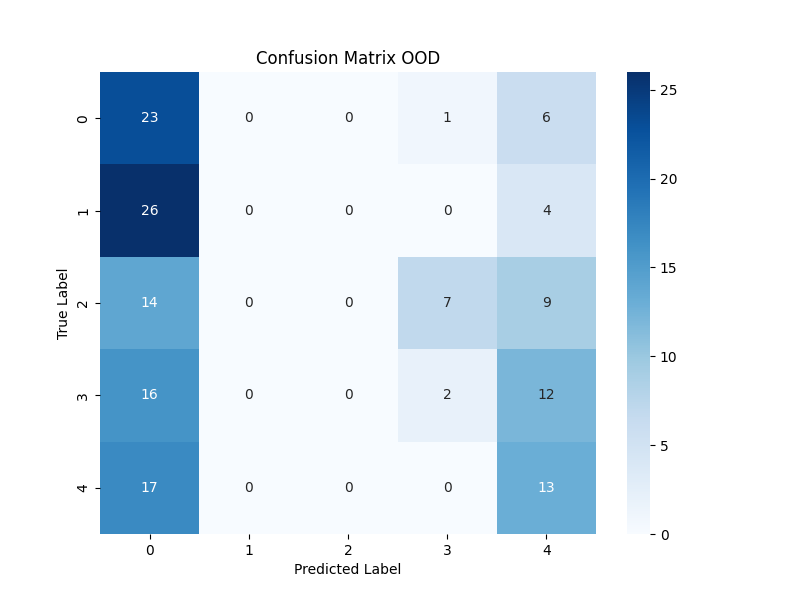 Confusion Matrix OOD
0 23 0 0 1 6
1 26 0 0 0 4
2 14 0 0 7 9
3 16 0 0 2 12
4 17 0 0 0 13
0 1 2 3 4
Predicted Label
True Label
25
20
15
10
5
0